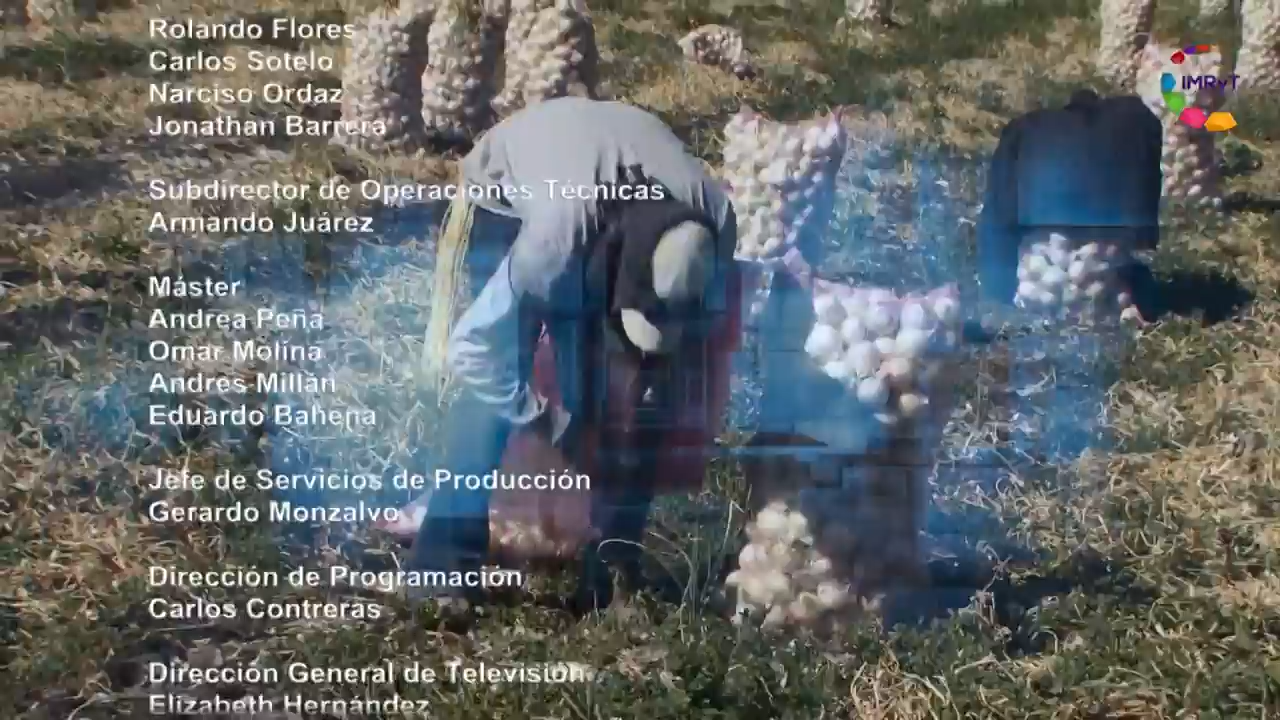 Rolando Flores
Carlos Sotelo
Narciso Ordaz
Jonathan Barrera
Subdirector de Operaciones Técnicas
Armando Juárez
Máster
Andrea Peña
Omar Molina
Andres Millán
Eduardo Bahena
Jefe de Servicios de Producción
Gerardo Monzalvo
Dirección de Programación
Carlos Contreras
Dirección General de Televisión
Elizabeth Hernández
IMRyT